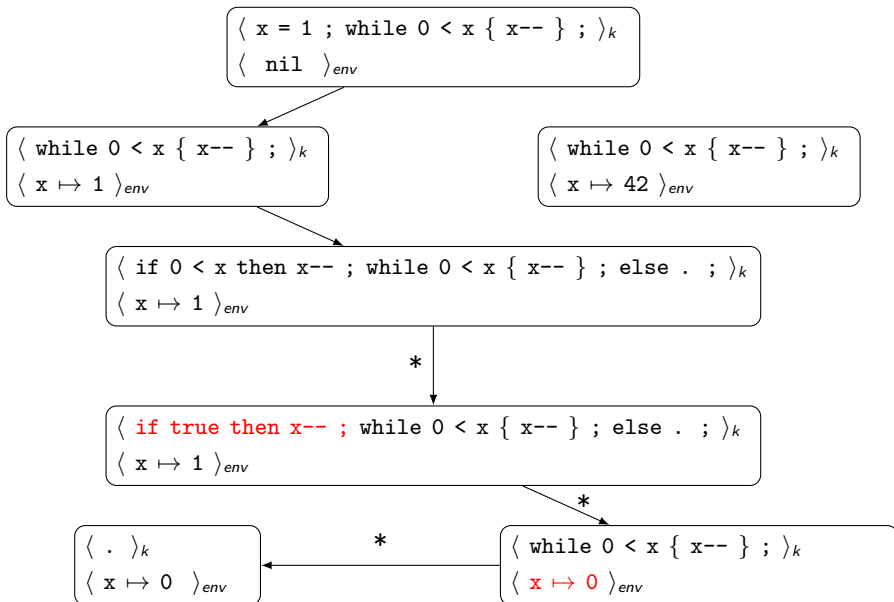 ⟨ x = 1 ; while 0 < x { x-- } ; ⟩k
⟨ nil ⟩env
⟨ while 0 < x { x-- } ; ⟩k
⟨ x ↦ 1 ⟩env
⟨ while 0 < x { x-- } ; ⟩k
⟨ x ↦ 42 ⟩env
⟨ if 0 < x then x-- ; while 0 < x { x-- } ; else . ; ⟩k
⟨ x ↦ 1 ⟩env
*
⟨ if true then x-- ; while 0 < x { x-- } ; else . ; ⟩k
⟨ x ↦ 1 ⟩env
*
*
⟨ . ⟩k
⟨ x ↦ 0 ⟩env
⟨ while 0 < x { x-- } ; ⟩k
⟨ x ↦ 0 ⟩env